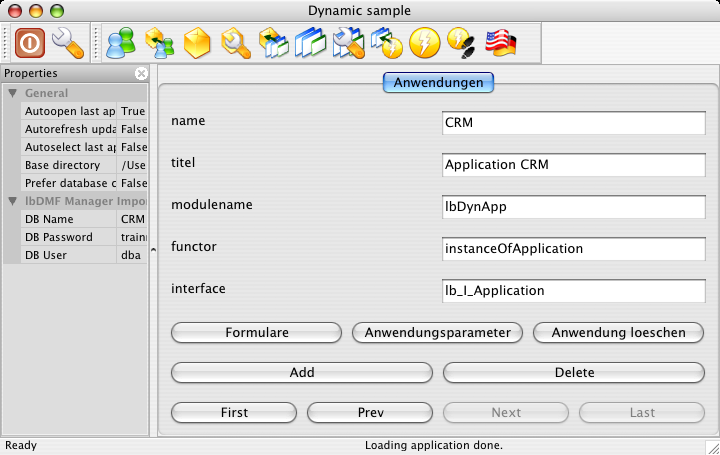 Dynamic sample
Properties
General
Autoopen last ap True
Autorefresh upda False
Autoselect last ap False
Base directory /Use
Prefer database c False
lbDMF Manager Impor
DB Name CRM
DB Password train
DB User dba
Anwendungen
name CRM
titel Application CRM
modulename lbDynApp
functor instanceOfApplication
interface lb_I_Application
Formulare Anwendungsparameter Anwendung loeschen
Add Delete
First Prev Next Last
Ready Loading application done.